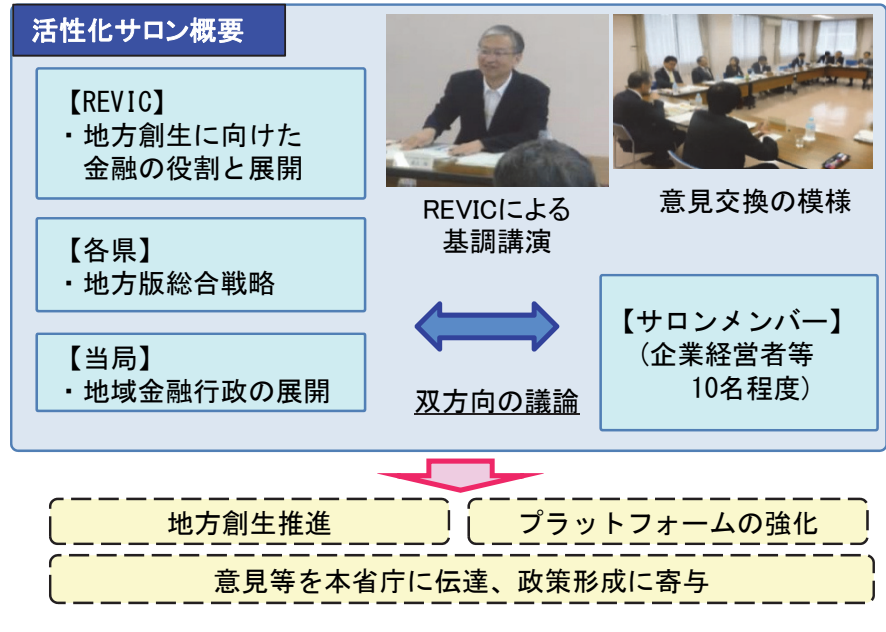 活性化サロン概要
【REVIC】
・地方創生に向けた
金融の役割と展開
【各県】
・地方版総合戦略
【当局】
・地域金融行政の展開
REVICによる
基調講演
意見交換の模様
双方向の議論
【サロンメンバー】
(企業経営者等
10名程度)
地方創生推進
プラットフォームの強化
意見等を本省庁に伝達、政策形成に寄与